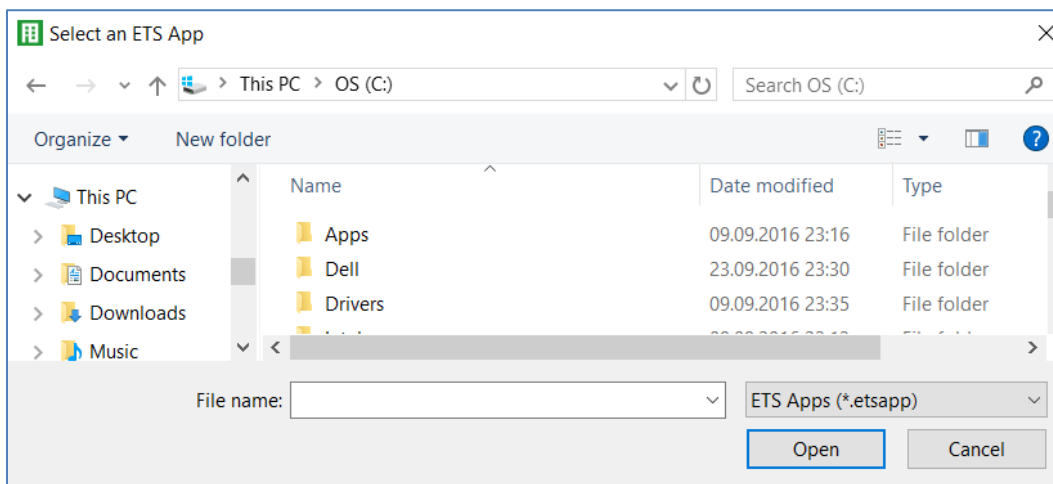 Select an ETS App
This PC > OS (C:)
Search OS (C:)
Organize
New folder
?
Name
Date modified
Type
This PC
Desktop
Documents
Downloads
Music
Apps 09.09.2016 23:16 File folder
Dell 23.09.2016 23:30 File folder
Drivers 09.09.2016 23:35 File folder
File name:
ETS Apps (*.etsapp)
Open
Cancel